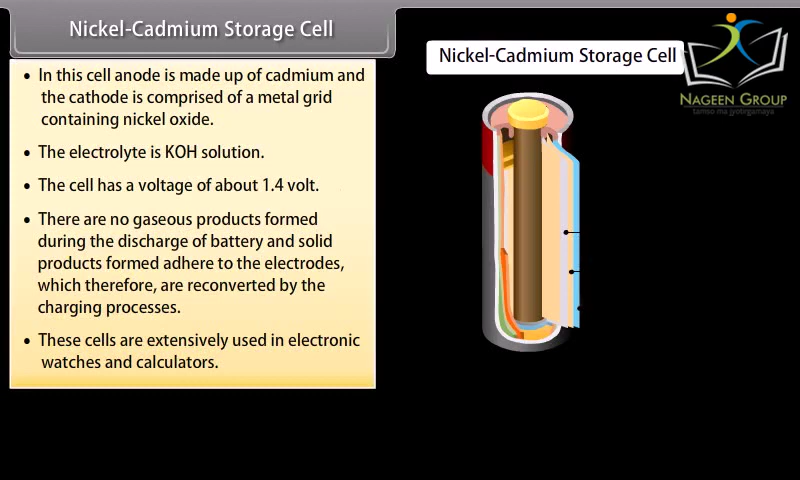 Nickel-Cadmium Storage Cell
• In this cell anode is made up of cadmium and
the cathode is comprised of a metal grid
containing nickel oxide.
• The electrolyte is KOH solution.
• The cell has a voltage of about 1.4 volt.
• There are no gaseous products formed
during the discharge of battery and solid
products formed adhere to the electrodes,
which therefore, are reconverted by the
charging processes.
• These cells are extensively used in electronic
watches and calculators.
Nickel-Cadmium Storage Cell
NAGEEN GROUP
tamso ma jyotirgamaya